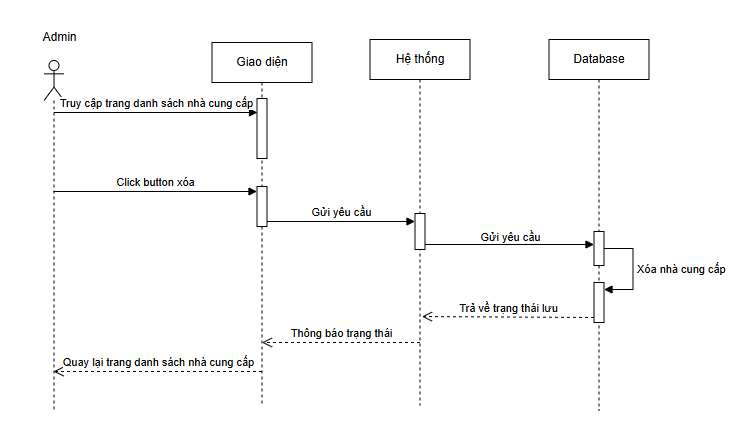 Admin
Giao diện
Hệ thống
Database
Truy cập trang danh sách nhà cung cấp
Click button xóa
Gửi yêu cầu
Gửi yêu cầu
Xóa nhà cung cấp
Trả về trạng thái lưu
Thông báo trạng thái
Quay lại trang danh sách nhà cung cấp